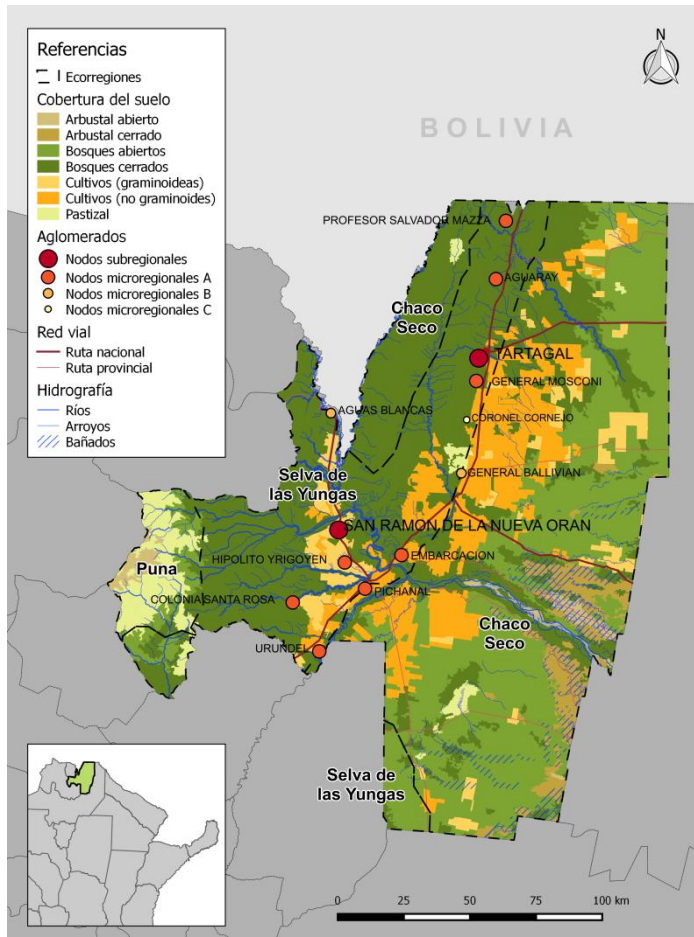 Referencias
Ecorregiones
Cobertura del suelo
Arbustal abierto
Arbustal cerrado
Bosques abiertos
Bosques cerrados
Cultivos (graminoideas)
Cultivos (no graminoides)
Pastizal
Aglomerados
Nodos subregionales
Nodos microregionales A
Nodos microregionales B
Nodos microregionales C
Red vial
Ruta nacional
Ruta provincial
Hidrografía
Ríos
Arroyos
Bañados
N
BOLIVIA
PROFESOR SALVADOR MAZZA
AGUARAY
Chaco
Seco
TARTAGAL
GENERAL MOSCONI
AGUAS BLANCAS
CORONEL CORNEJO
GENERAL BALLIVIAN
Selva de
las Yungas
SAN RAMON DE LA NUEVA ORAN
HIPOLITO YRIGOYEN
EMBARCACION
Puna
PICHANAL
COLONIA SANTA ROSA
Chaco
Seco
URUNDEL
Selva de
las Yungas
0 25 50 75 100 km